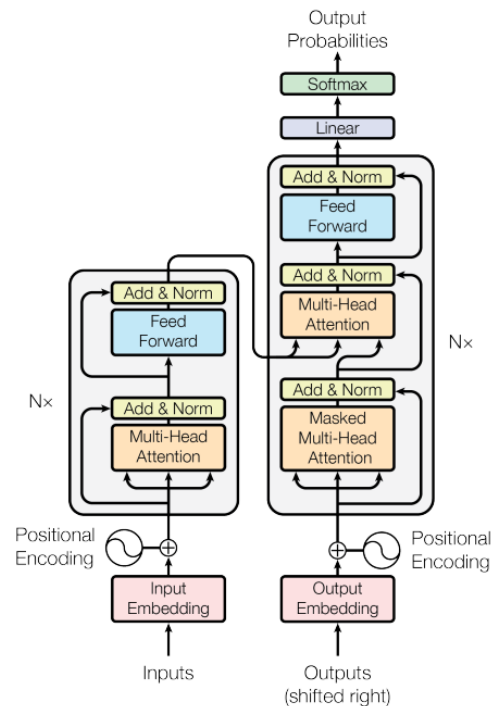 Output
Probabilities
Softmax
Linear
Add & Norm
Feed
Forward
Add & Norm
Multi-Head
Attention
Add & Norm
Masked
Multi-Head
Attention
N×
Add & Norm
Feed
Forward
N×
Add & Norm
Multi-Head
Attention
Positional
Encoding
Positional
Encoding
Input
Embedding
Output
Embedding
Inputs
Outputs
(shifted right)